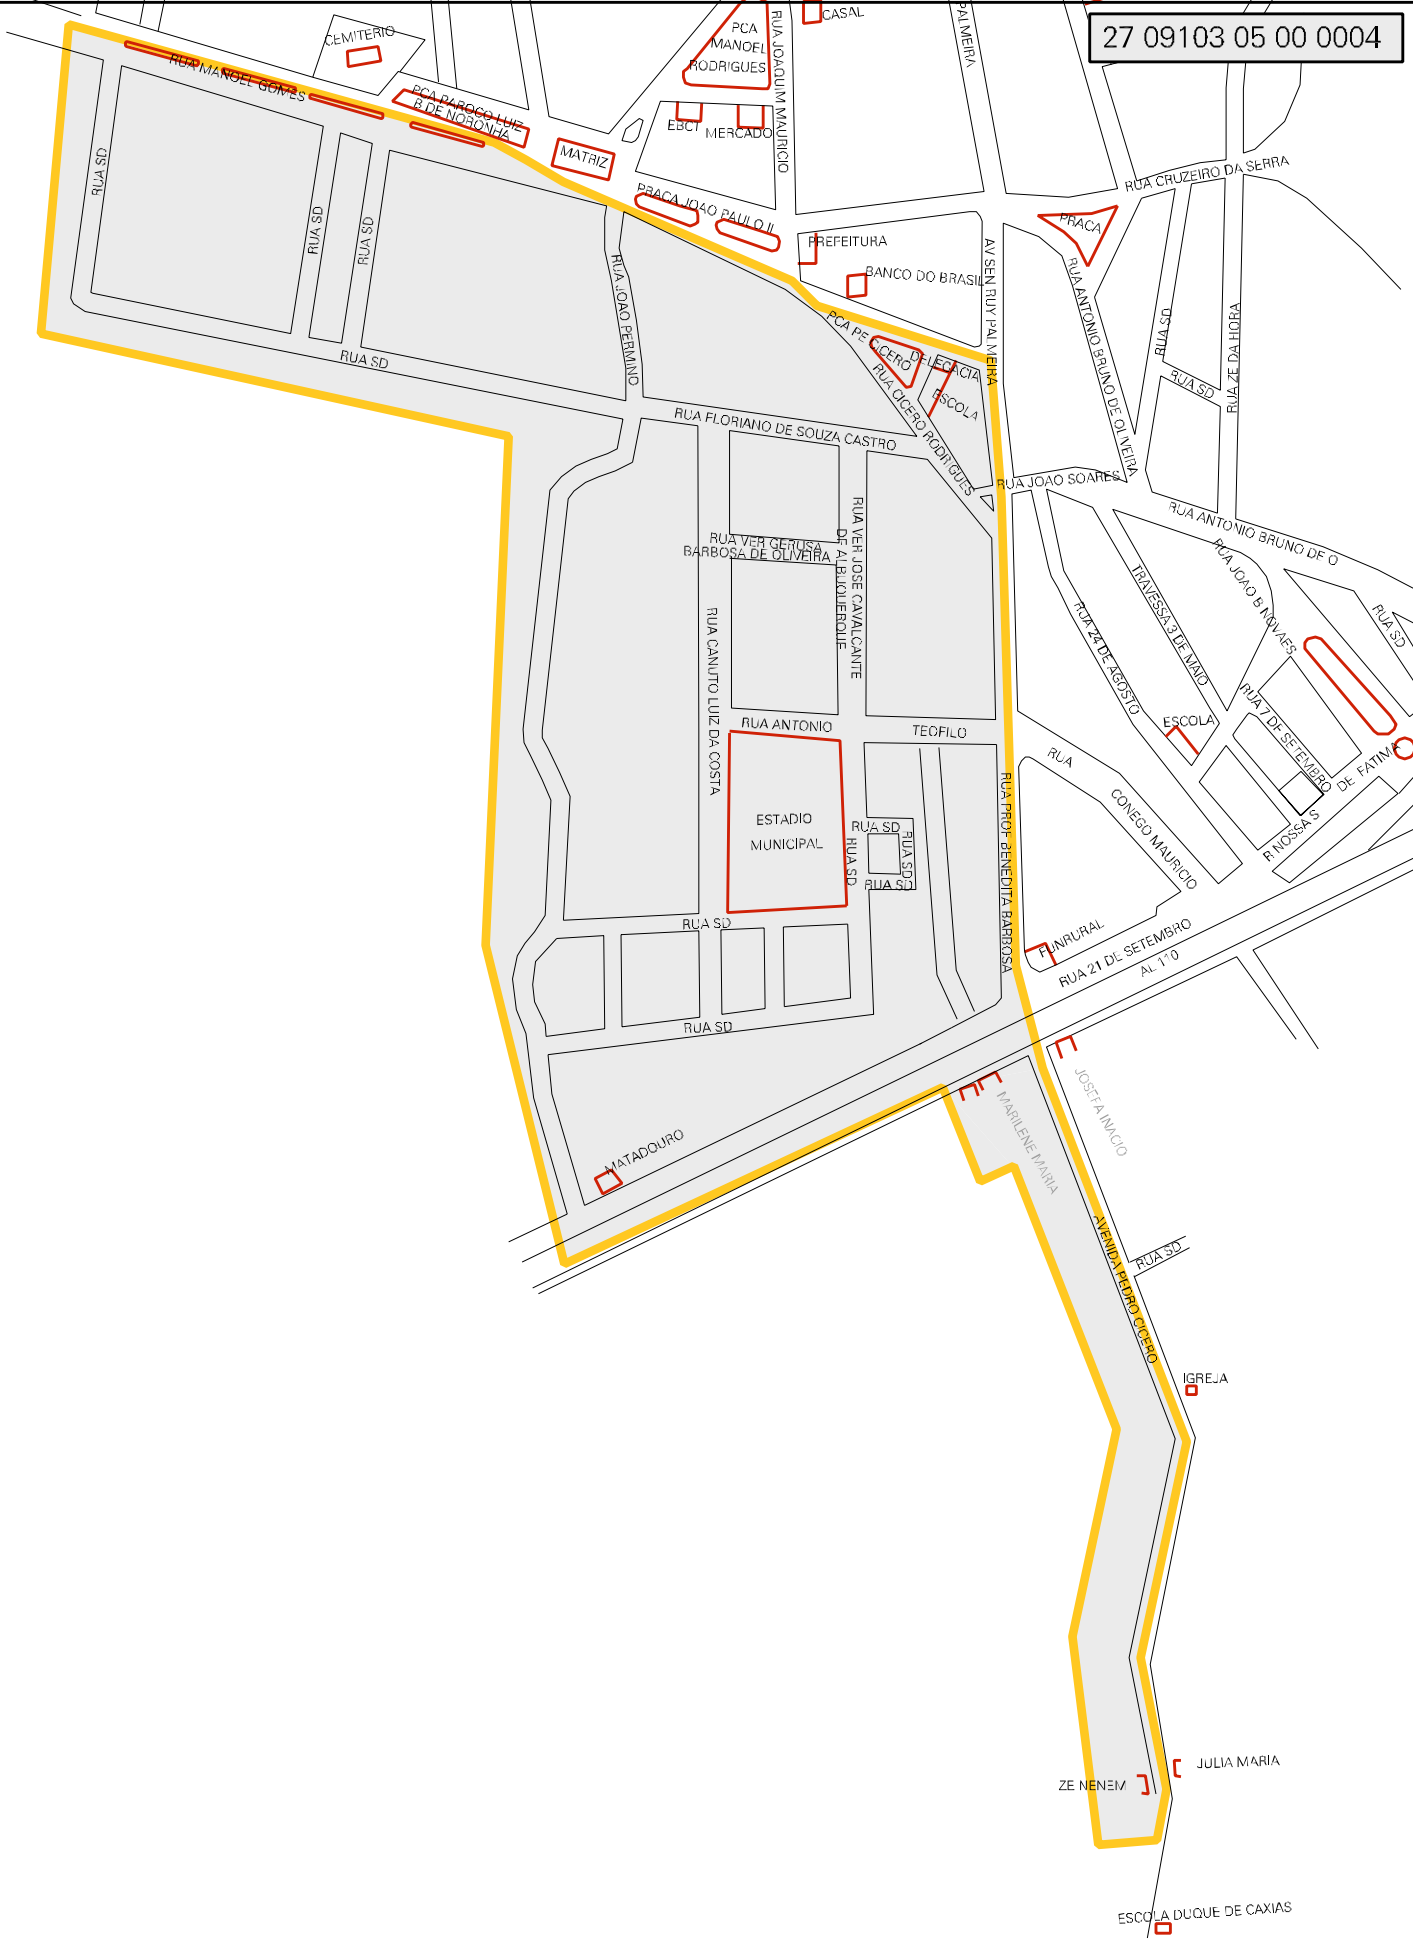 27 09103 05 00 0004
CASAL
PCA
MANOEL
RODRIGUES
RUA JOAQUIM MAURICIO
PALMEIRA
CEMITERIO
RUA MANOEL GOMES
PCA PAROCO LUIZ
B DE NORONHA
EBCT
MERCADO
MATRIZ
RUA CRUZEIRO DA SERRA
RUA SD
RUA SD
RUA SD
PRACA JOAO PAULO II
PRACA
PREFEITURA
BANCO DO BRASIL
AV SEN RUY PALMEIRA
RUA ANTONIO BRUNO DE OLIVEIRA
RUA SD
RUA ZE DA HORA
RUA JOAO PERMINO
RUA SD
PCA PE CICERO
DELEGACIA
ESCOLA
RUA CICERO RODRIGUES
RUA SD
RUA FLORIANO DE SOUZA CASTRO
RUA JOAO SOARES
RUA ANTONIO BRUNO DE O
RUA VER GERUSA
BARBOSA DE OLIVEIRA
RUA VER JOSE CAVALCANTE
DE ALBUQUERQUE
RUA JOAO B NOVAES
TRAVESSA 3 DE MAIO
RUA 24 DE AGOSTO
RUA SD
RUA CANUTO LUIZ DA COSTA
RUA ANTONIO
TEOFILO
ESCOLA
RUA 7 DE SETEMBRO
R NOSSA S
DE FATIMA
RUA
CONEGO MAURICIO
RUA PROF BENEDITA BARBOSA
ESTADIO
MUNICIPAL
RUA SD
RUA SD
RUA SD
RUA SD
RUA SD
FUNRURAL
RUA 21 DE SETEMBRO
AL 110
RUA SD
JOSEFA INACIO
MARILENE MARIA
MATADOURO
AVENIDA PEDRO CICERO
RUA SD
IGREJA
JULIA MARIA
ZE NENEM
ESCOLA DUQUE DE CAXIAS